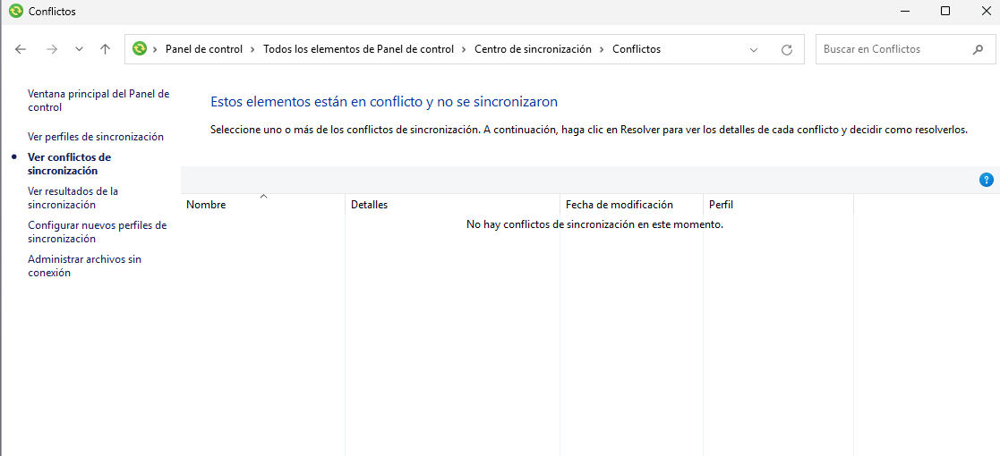 Conflictos
Panel de control > Todos los elementos de Panel de control > Centro de sincronización > Conflictos
Buscar en Conflictos
Ventana principal del Panel de
control
Ver perfiles de sincronización
Ver conflictos de
sincronización
Ver resultados de la
sincronización
Configurar nuevos perfiles de
sincronización
Administrar archivos sin
conexión
Estos elementos están en conflicto y no se sincronizaron
Seleccione uno o más de los conflictos de sincronización. A continuación, haga clic en Resolver para ver los detalles de cada conflicto y decidir como resolverlos.
?
Nombre Detalles Fecha de modificación Perfil
No hay conflictos de sincronización en este momento.